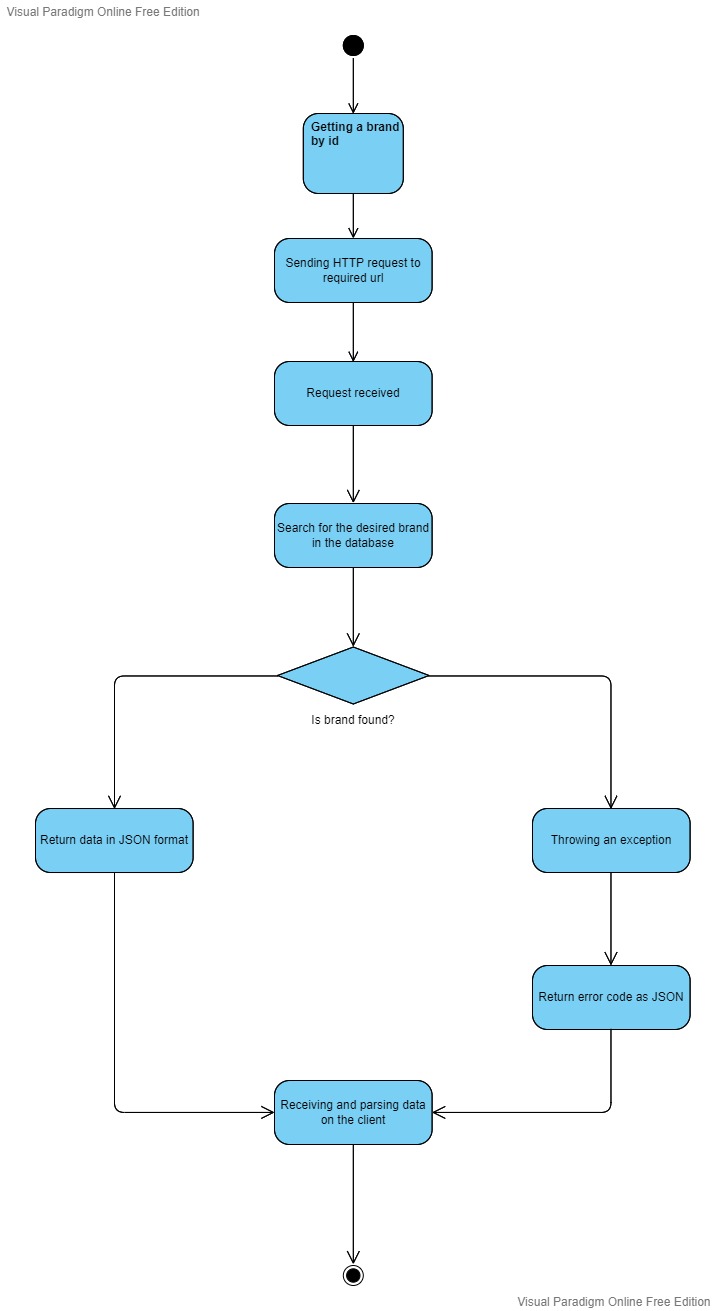 Visual Paradigm Online Free Edition
Getting a brand
by id
Sending HTTP request to
required url
Request received
Search for the desired brand
in the database
Is brand found?
Return data in JSON format
Throwing an exception
Return error code as JSON
Receiving and parsing data
on the client
Visual Paradigm Online Free Edition